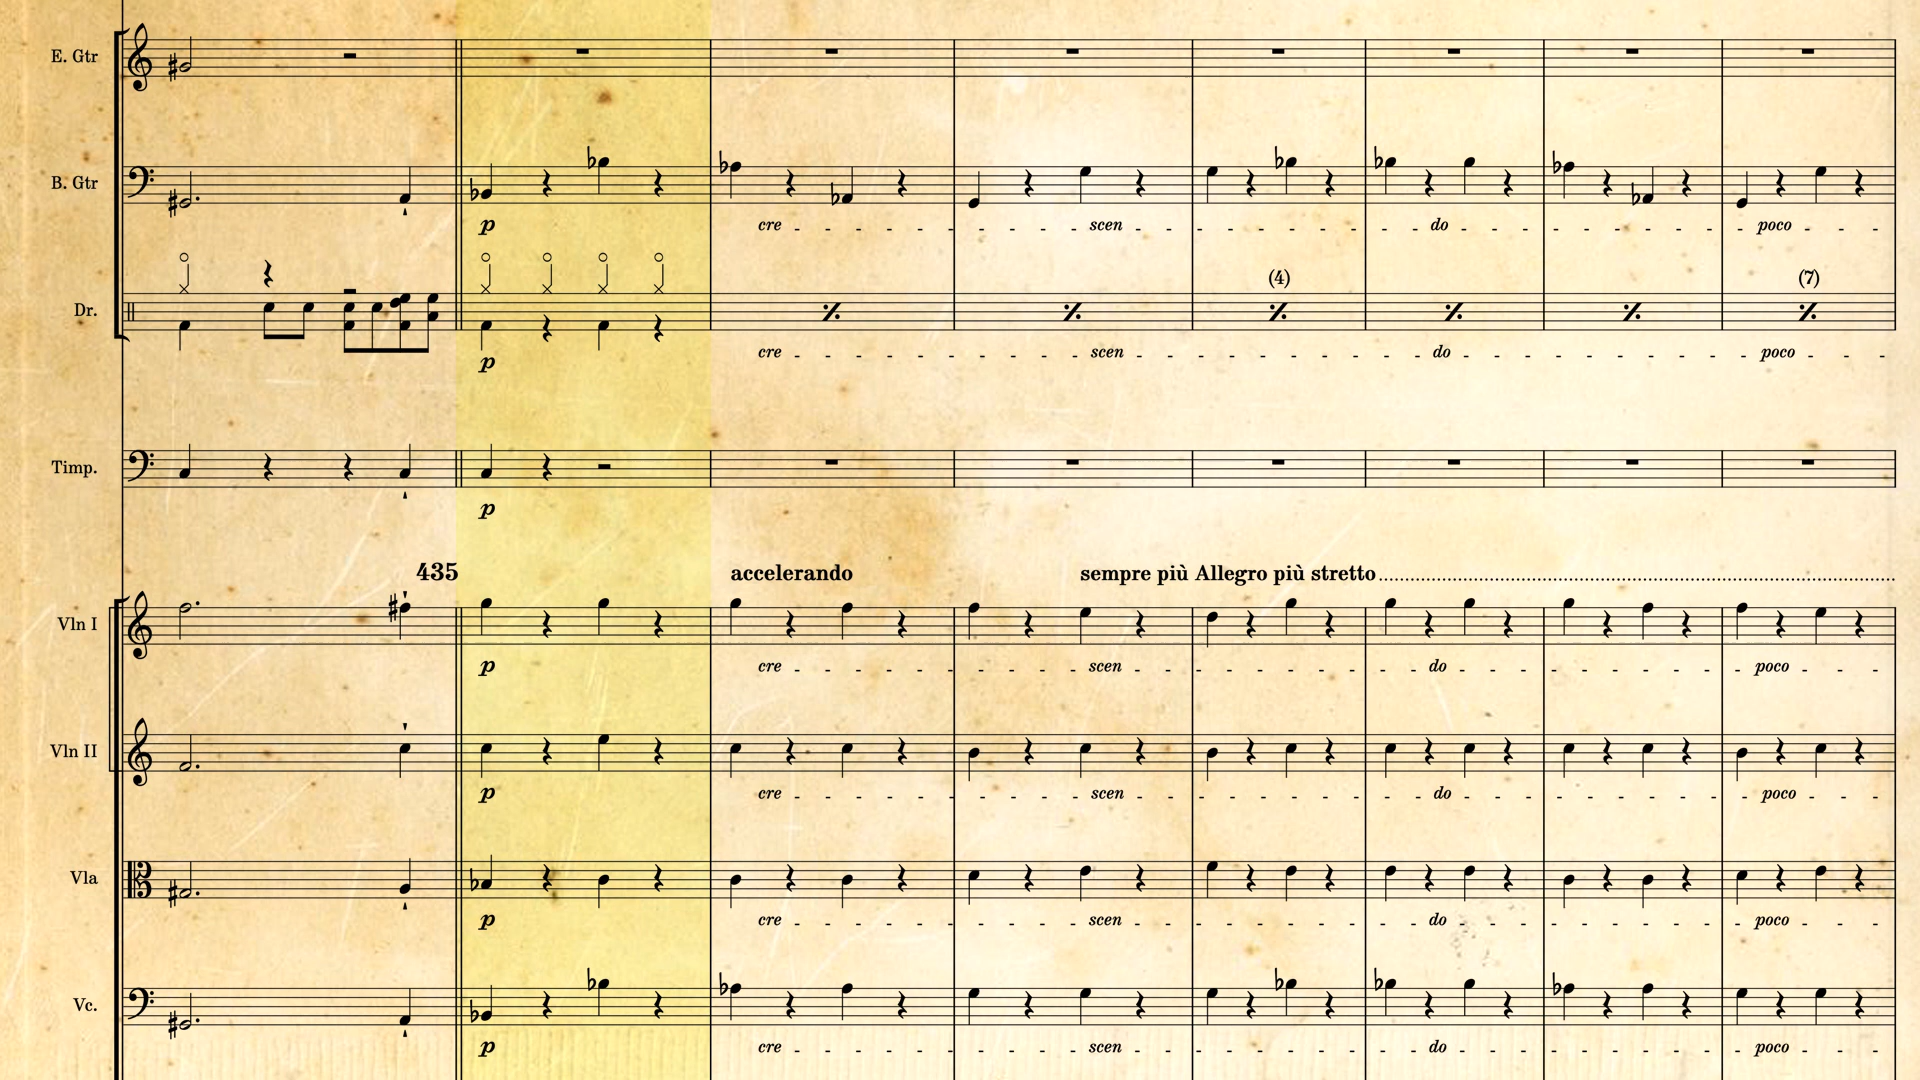 E. Gtr
B. Gtr
p cre scen do poco
Dr.
(4) (7)
p cre scen do poco
Timp.
p
435 accelerando sempre più Allegro più stretto
Vln I
p cre scen do poco
Vln II
p cre scen do poco
Vla
p cre scen do poco
Vc.
p cre scen do poco